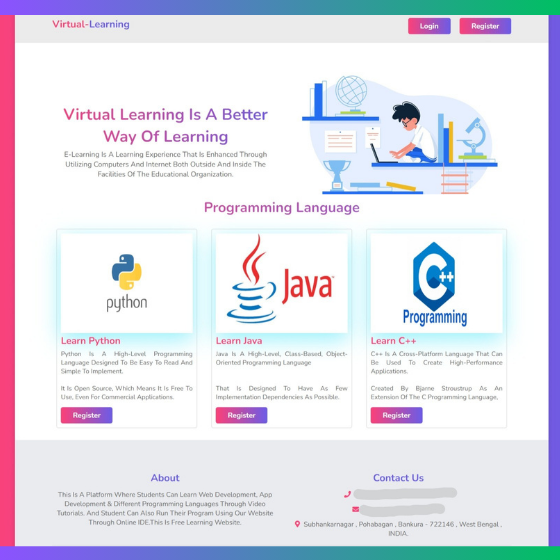 Virtual-Learning
Login
Register
Virtual Learning Is A Better
Way Of Learning
E-Learning Is A Learning Experience That Is Enhanced Through
Utilizing Computers And Internet Both Outside And Inside The
Facilities Of The Educational Organization.
Programming Language
python
Java
C++
Programming
Learn Python
Python Is A High-Level Programming
Language Designed To Be Easy To Read And
Simple To Implement.
It Is Open Source, Which Means It Is Free To
Use, Even For Commercial Applications.
Register
Learn Java
Java Is A High-Level, Class-Based, Object-
Oriented Programming Language
That Is Designed To Have As Few
Implementation Dependencies As Possible.
Register
Learn C++
C++ Is A Cross-Platform Language That Can
Be Used To Create High-Performance
Applications.
Created By Bjarne Stroustrup As An
Extension Of The C Programming Language.
Register
About
This Is A Platform Where Students Can Learn Web Development, App
Development & Different Programming Languages Through Video
Tutorials. And Student Can Also Run Their Program Using Our Website
Through Online IDE.This Is Free Learning Website.
Contact Us
Subhankarnagar , Pohabagan , Bankura - 722146 , West Bengal ,
INDIA.